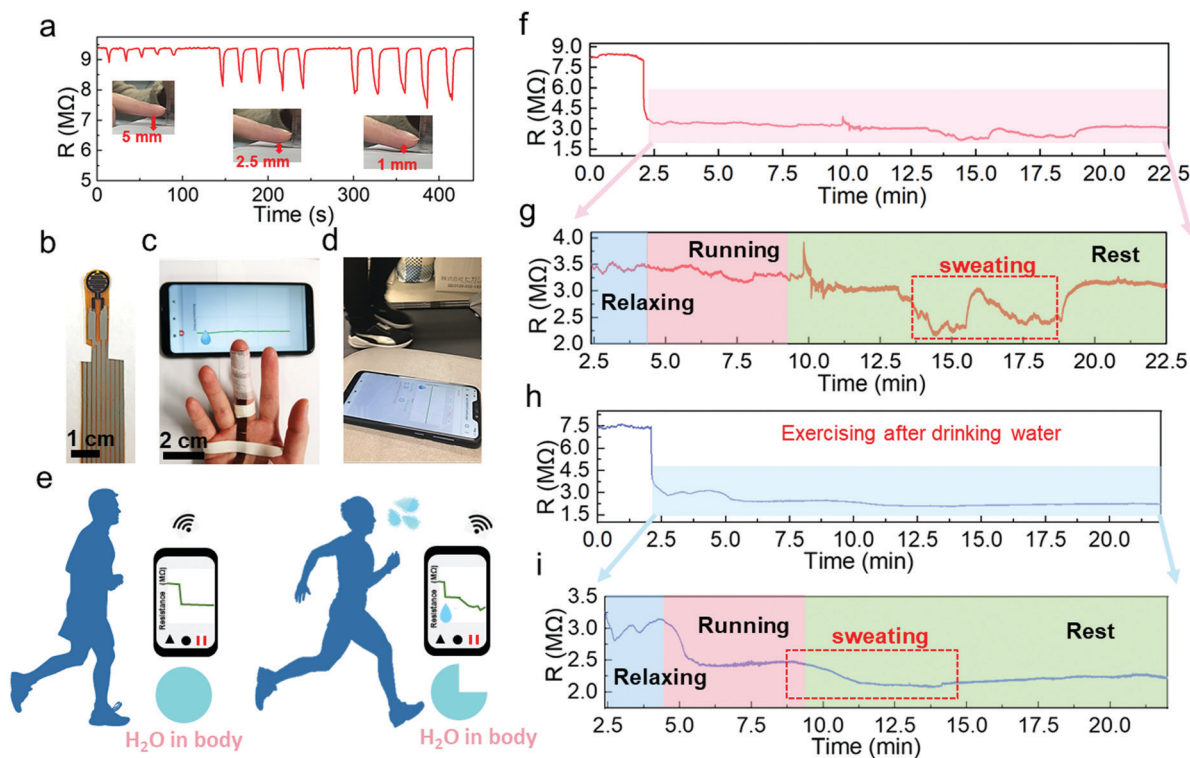 a
R (MΩ)
9
8
7
6
5
5 mm
2.5 mm
1 mm
0 100 200 300 400
Time (s)
b
1 cm
c
2 cm
d
e
Resistance (MΩ)
H₂O in body
Resistance (MΩ)
H₂O in body
f
R (MΩ)
9.0
7.5
6.0
4.5
3.0
1.5
0.0 2.5 5.0 7.5 10.0 12.5 15.0 17.5 20.0 22.5
Time (min)
g
R (MΩ)
4.0
3.5
3.0
2.5
2.0
Relaxing
Running
sweating
Rest
2.5 5.0 7.5 10.0 12.5 15.0 17.5 20.0 22.5
Time (min)
h
R (MΩ)
7.5
6.0
4.5
3.0
1.5
Exercising after drinking water
0.0 2.5 5.0 7.5 10.0 12.5 15.0 17.5 20.0
Time (min)
i
R (MΩ)
3.5
3.0
2.5
2.0
Relaxing
Running
sweating
Rest
2.5 5.0 7.5 10.0 12.5 15.0 17.5 20.0
Time (min)